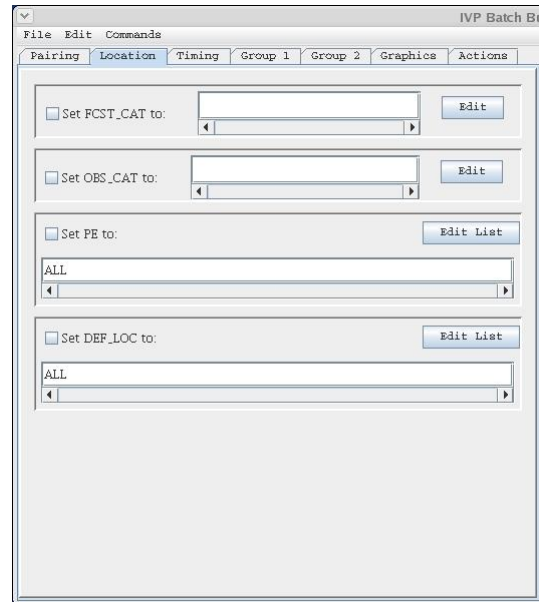 IVP Batch
File Edit Commands
Pairing Location Timing Group 1 Group 2 Graphics Actions
Set FCST_CAT to:
Edit
Set OBS_CAT to:
Edit
Set PE to:
Edit List
ALL
Set DEF_LOC to:
Edit List
ALL